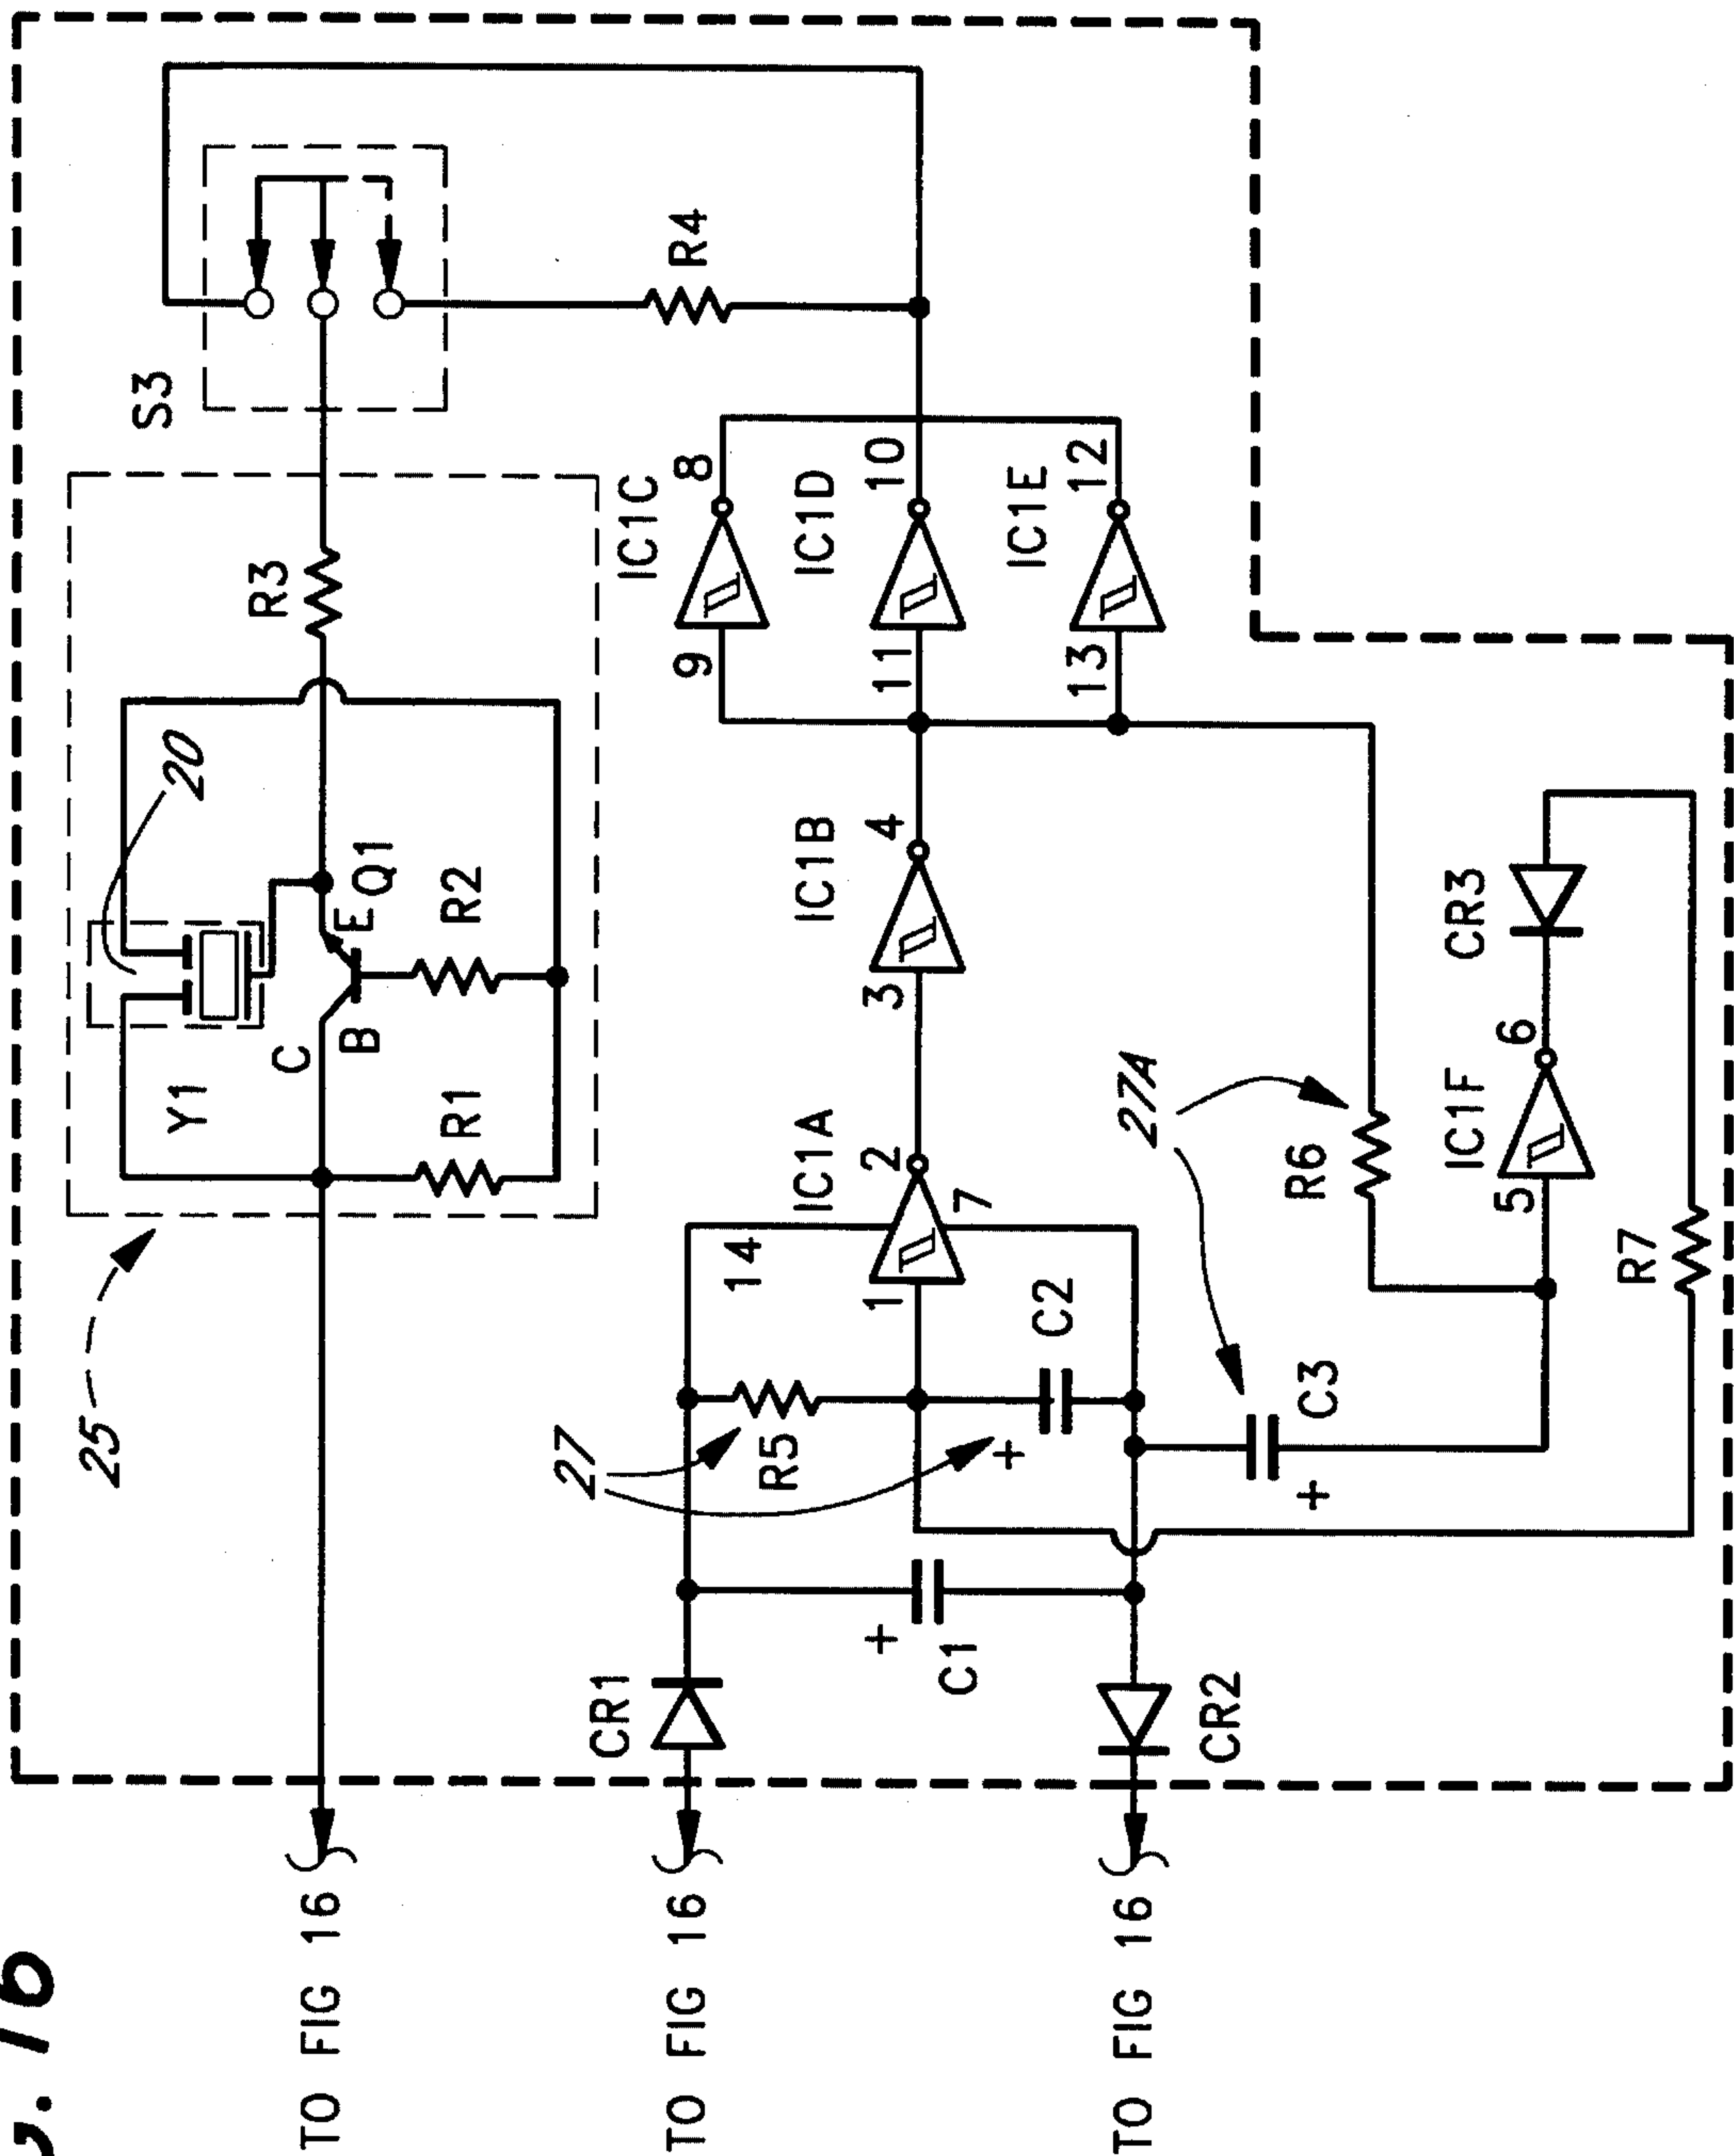 16
25
S3
Y1
20
R3
C
E
B
Q1
R1
R2
TO FIG 16
27
CR1
IC1C
R4
9
8
TO FIG 16
14
R5
IC1A
IC1B
IC1D
+
1
2
3
4
11
10
C1
7
+
C2
IC1E
13
12
TO FIG 16
27A
CR2
+
C3
R6
IC1F
CR3
5
6
R7